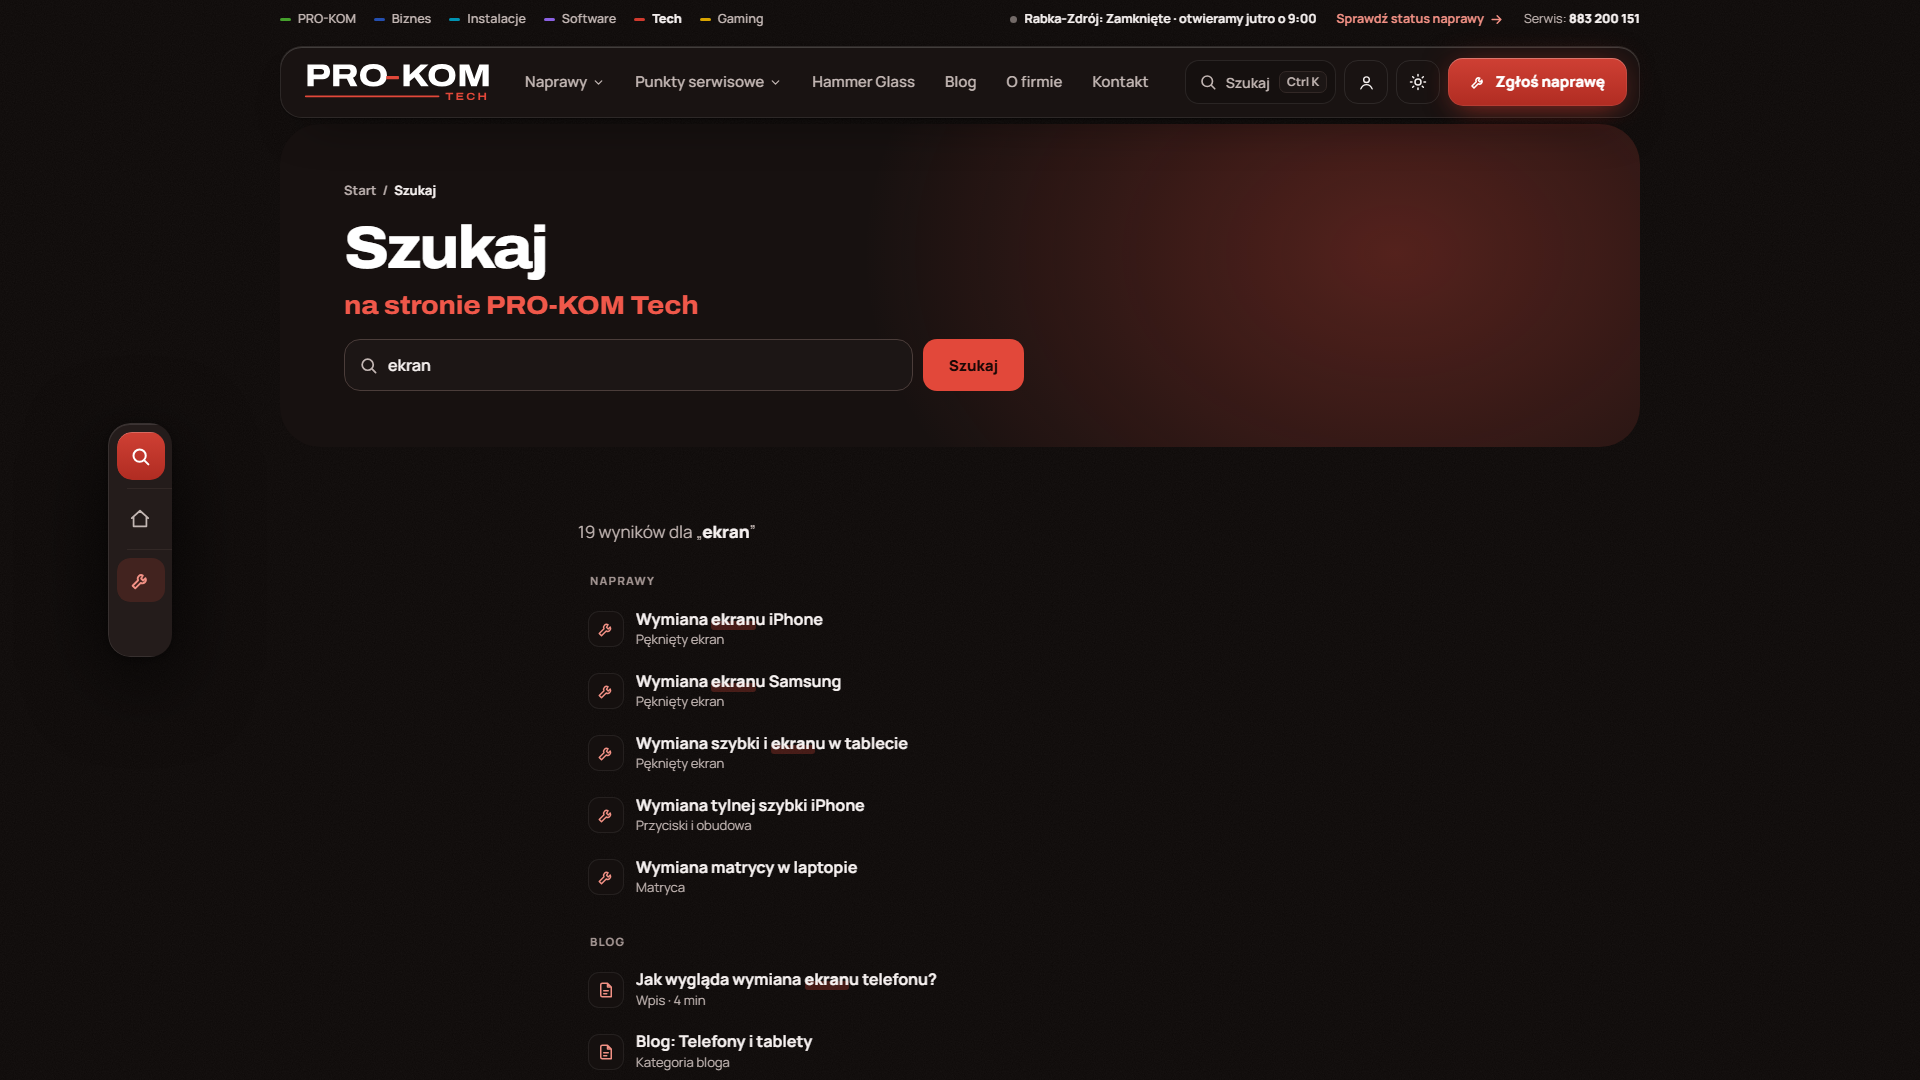 PRO-KOM
Biznes
Instalacje
Software
Tech
Gaming
Rabka-Zdrój: Zamknięte · otwieramy jutro o 9:00
Sprawdź status naprawy →
Serwis: 883 200 151
PRO-KOM
TECH
Naprawy
Punkty serwisowe
Hammer Glass
Blog
O firmie
Kontakt
Szukaj
Ctrl K
Zgłoś naprawę
Start / Szukaj
Szukaj
na stronie PRO-KOM Tech
ekran
Szukaj
19 wyników dla „ekran”
NAPRAWY
Wymiana ekranu iPhone
Pęknięty ekran
Wymiana ekranu Samsung
Pęknięty ekran
Wymiana szybki i ekranu w tablecie
Pęknięty ekran
Wymiana tylnej szybki iPhone
Przyciski i obudowa
Wymiana matrycy w laptopie
Matryca
BLOG
Jak wygląda wymiana ekranu telefonu?
Wpis · 4 min
Blog: Telefony i tablety
Kategoria bloga